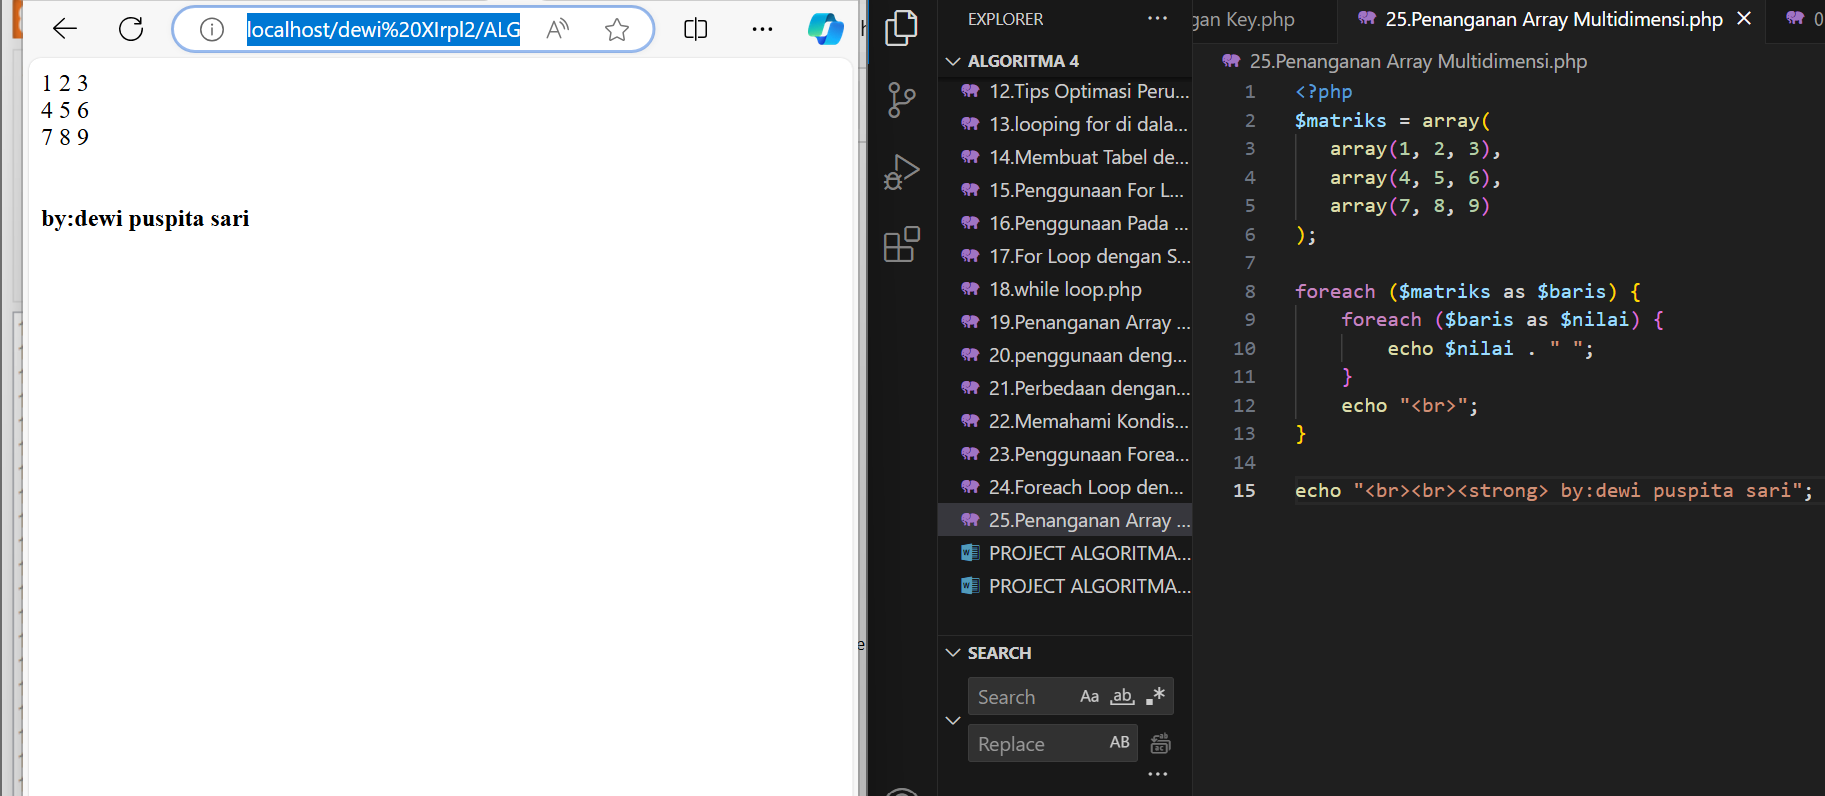 localhost/dewi%20XIrpl2/ALG
1 2 3
4 5 6
7 8 9
by:dewi puspita sari
EXPLORER
ALGORITMA 4
12.Tips Optimasi Peru...
13.looping for di dala...
14.Membuat Tabel de...
15.Penggunaan For L...
16.Penggunaan Pada ...
17.For Loop dengan S...
18.while loop.php
19.Penanganan Array ...
20.penggunaan deng...
21.Perbedaan dengan...
22.Memahami Kondis...
23.Penggunaan Forea...
24.Foreach Loop den...
25.Penanganan Array ...
PROJECT ALGORITMA...
PROJECT ALGORITMA...
SEARCH
Search Aa ab .*
Replace AB
gan Key.php 25.Penanganan Array Multidimensi.php 0
25.Penanganan Array Multidimensi.php
1 <?php
2 $matriks = array(
3 array(1, 2, 3),
4 array(4, 5, 6),
5 array(7, 8, 9)
6 );
7
8 foreach ($matriks as $baris) {
9 foreach ($baris as $nilai) {
10 echo $nilai . " ";
11 }
12 echo "<br>";
13 }
14
15 echo "<br><br><strong> by:dewi puspita sari";